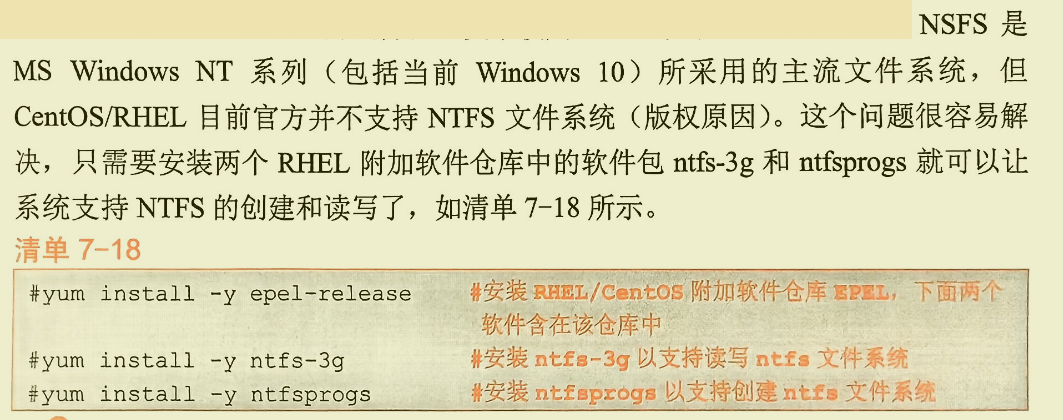 NSFS 是
MS Windows NT 系列（包括当前 Windows 10）所采用的主流文件系统，但
CentOS/RHEL 目前官方并不支持 NTFS 文件系统（版权原因）。这个问题很容易解
决，只需要安装两个 RHEL 附加软件仓库中的软件包 ntfs-3g 和 ntfsprogs 就可以让
系统支持 NTFS 的创建和读写了，如清单 7-18 所示。
清单 7-18
#yum install -y epel-release #安装 RHEL/CentOS 附加软件仓库 EPEL，下面两个
软件含在该仓库中
#yum install -y ntfs-3g #安装 ntfs-3g 以支持读写 ntfs 文件系统
#yum install -y ntfsprogs #安装 ntfsprogs 以支持创建 ntfs 文件系统